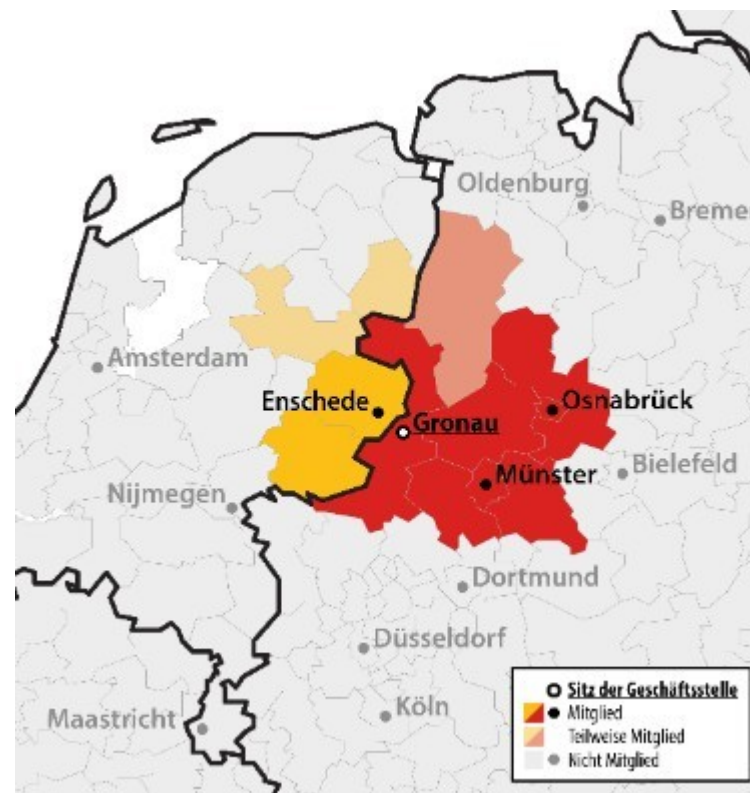 Oldenburg
Breme
Amsterdam
Enschede
Osnabrück
Gronau
Bielefeld
Münster
Nijmegen
Dortmund
Düsseldorf
Maastricht
Köln
Sitz der Geschäftsstelle
Mitglied
Teilweise Mitglied
Nicht Mitglied